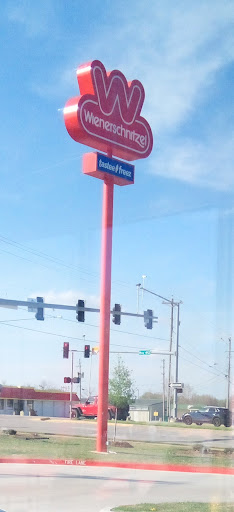 W
Wienerschnitzel
tastee freez
FIRE LANE